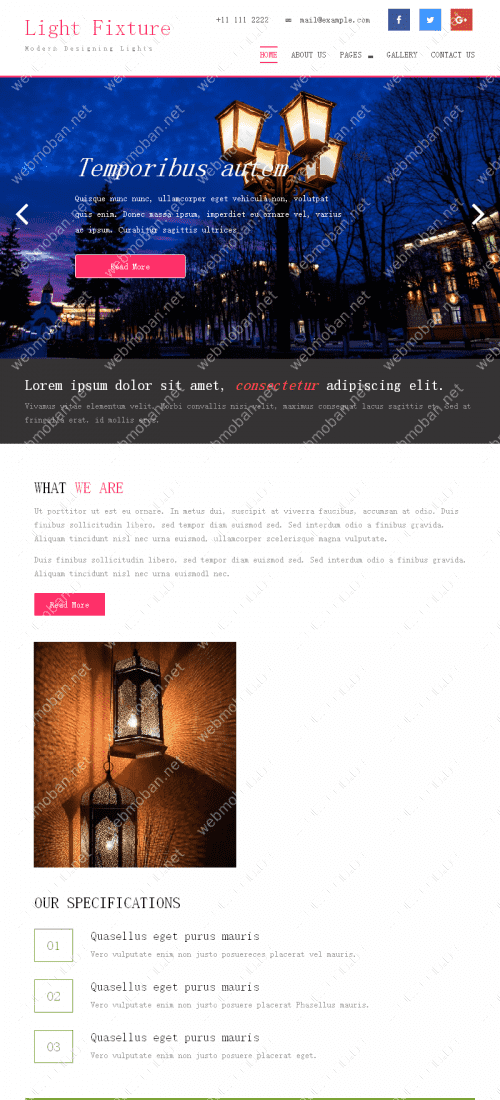 Light Fixture
Modern Designing Lights
+11 111 2222 mail@example.com
HOME ABOUT US PAGES GALLERY CONTACT US
Temporibus autem
Quisque nunc nunc, ullamcorper eget vehicula non, volutpat
quis enim. Donec massa ipsum, imperdiet eu ornare vel, varius
ac ipsum. Curabitur sagittis ultrices
Read More
Lorem ipsum dolor sit amet, consectetur adipiscing elit.
Vivamus vitae elementum velit. Morbi convallis nisi velit, maximus consequat lacus sagittis et. Sed at
fringilla erat, id mollis arcu.
WHAT WE ARE
Ut porttitor ut est eu ornare. In metus dui, suscipit at viverra faucibus, accumsan at odio. Duis
finibus sollicitudin libero, sed tempor diam euismod sed. Sed interdum odio a finibus gravida.
Aliquam tincidunt nisl nec urna euismod, ullamcorper scelerisque magna vulputate.
Duis finibus sollicitudin libero, sed tempor diam euismod sed. Sed interdum odio a finibus gravida.
Aliquam tincidunt nisl nec urna euismodl nec.
Read More
OUR SPECIFICATIONS
01 Quasellus eget purus mauris
Vero vulputate enim non justo posuereces placerat vel mauris.
02 Quasellus eget purus mauris
Vero vulputate enim non justo posuere placerat Phasellus mauris.
03 Quasellus eget purus mauris
Vero vulputate enim non justo posuere placerat eget.
webmoban.net